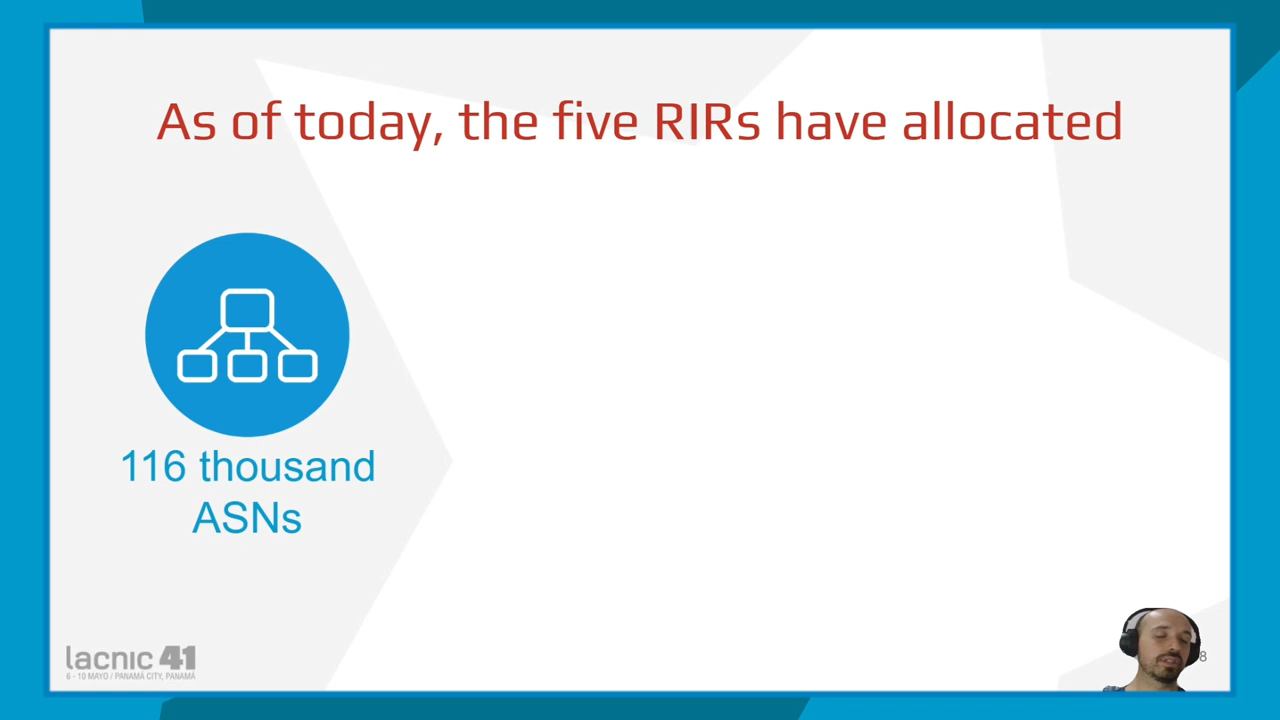 As of today, the five RIRs have allocated
116 thousand
ASNs
lacnic 41
6 - 10 MAYO / PANAMÁ CITY, PANAMÁ
8